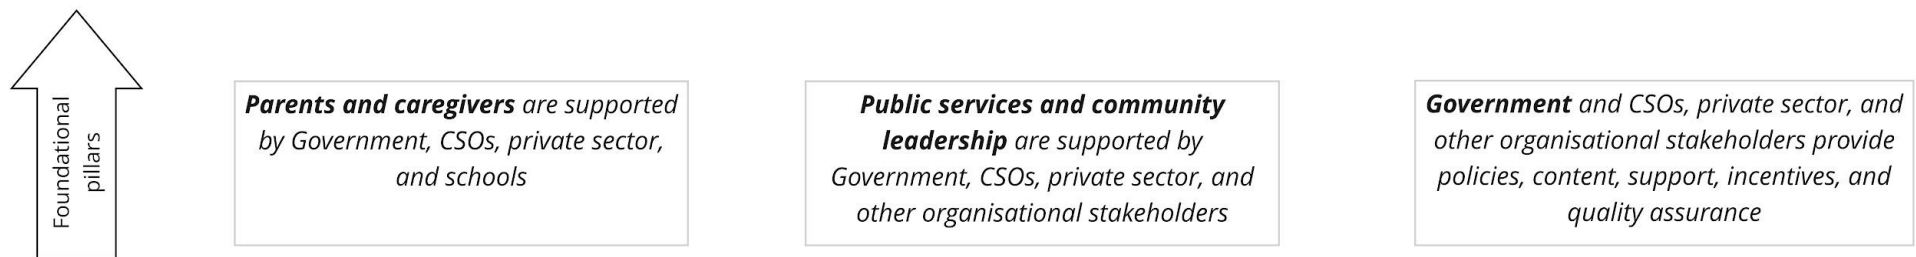 Foundational
pillars
Parents and caregivers are supported
by Government, CSOs, private sector,
and schools
Public services and community
leadership are supported by
Government, CSOs, private sector, and
other organisational stakeholders
Government and CSOs, private sector, and
other organisational stakeholders provide
policies, content, support, incentives, and
quality assurance